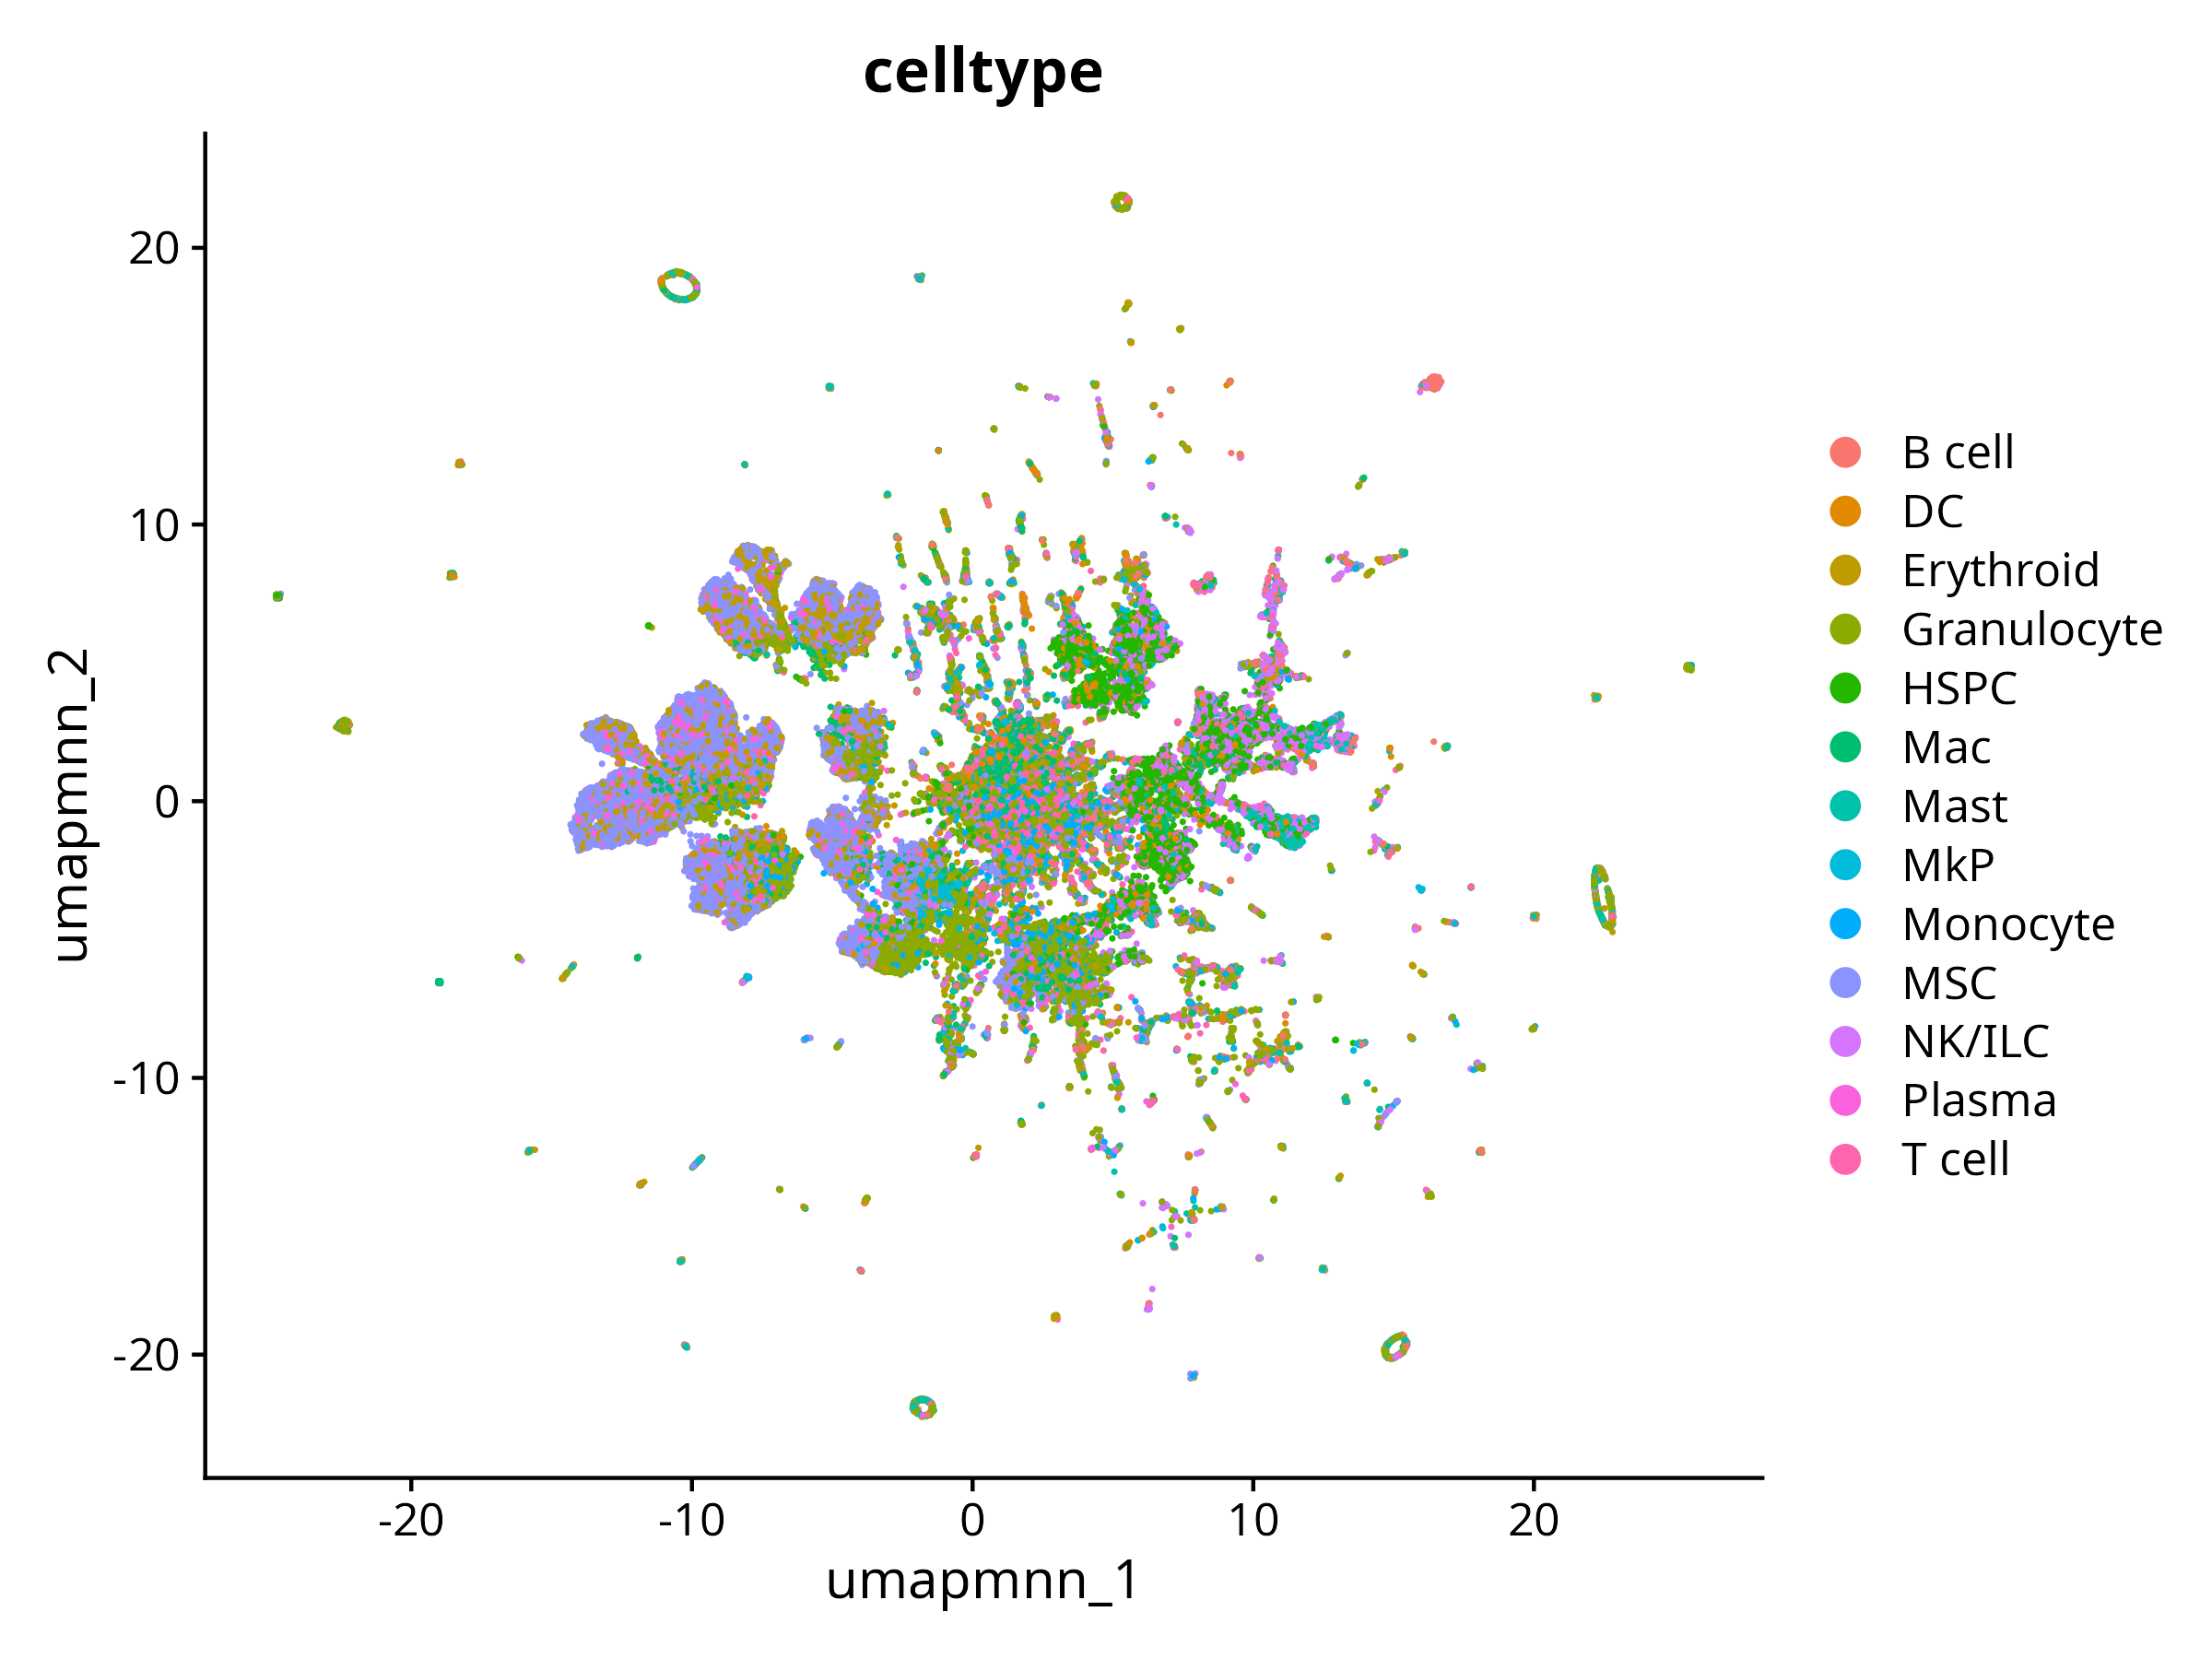 celltype
umapmnn_2
20
10
0
-10
-20
-20
-10
0
10
20
umapmnn_1
B cell
DC
Erythroid
Granulocyte
HSPC
Mac
Mast
MkP
Monocyte
MSC
NK/ILC
Plasma
T cell